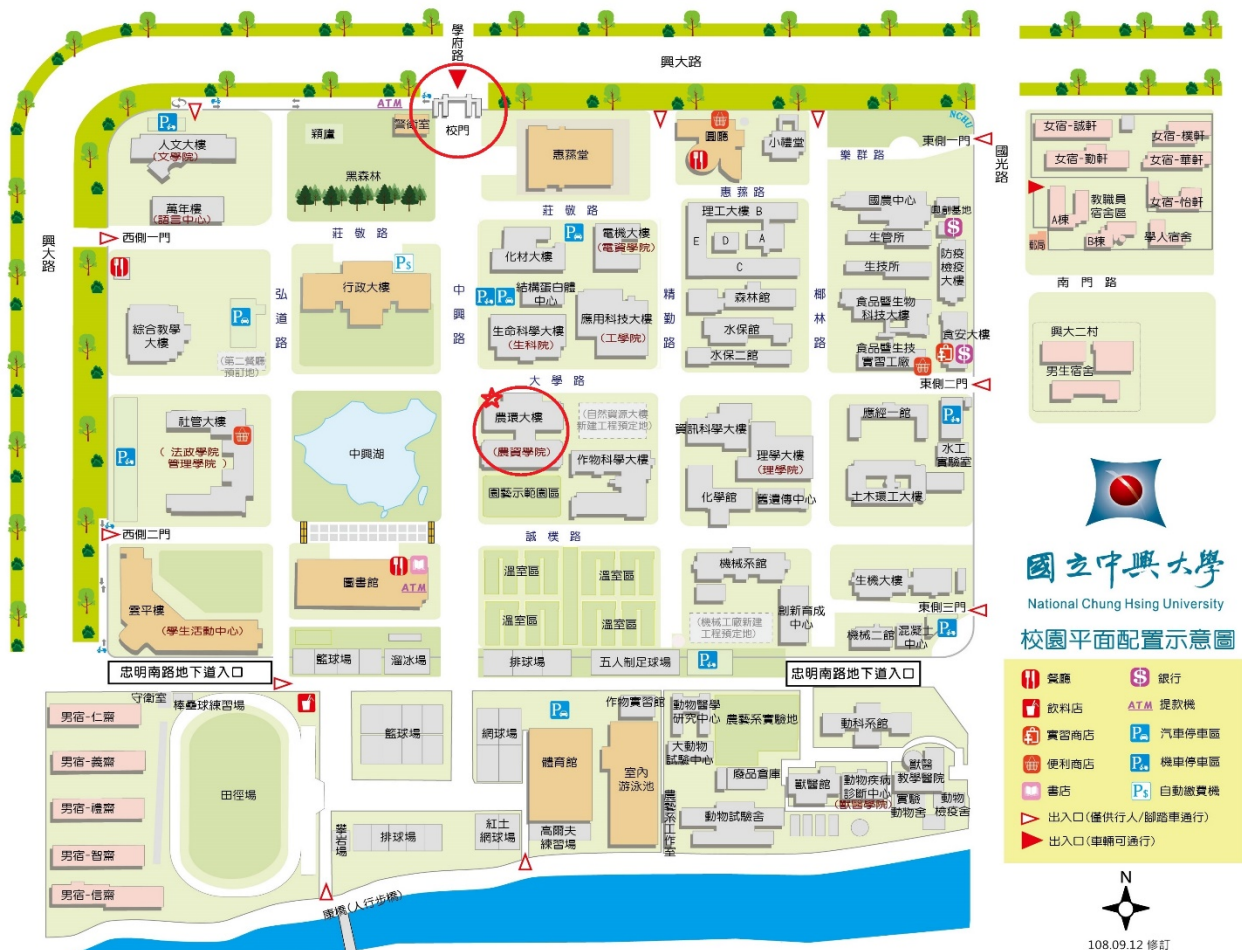 學府路
興大路
ATM
警衛室
校門
穎廬
黑森林
人文大樓
(文學院)
萬年樓
(語言中心)
西側一門
興大路
惠蓀堂
圓廳
小禮堂
NCHU
東側一門
國光路
樂群路
惠蓀路
莊敬路
莊敬路
女宿-誠軒
女宿-樸軒
女宿-勤軒
女宿-華軒
女宿-怡軒
A棟
教職員
宿舍區
B棟
學人宿舍
郵局
南門路
行政大樓
弘道路
中興路
精勤路
椰林路
化材大樓
電機大樓
(電資學院)
理工大樓 B
E
D
A
C
國農中心
生管所
生技所
防疫
檢疫
大樓
結構蛋白體
中心
生命科學大樓
(生科院)
應用科技大樓
(工學院)
森林館
水保館
水保二館
食品暨生物
科技大樓
食品暨生技
實習工廠
食安大樓
綜合教學
大樓
(第二餐廳
預訂地)
興大二村
男生宿舍
大學路
東側二門
社管大樓
(法政學院
管理學院)
中興湖
農環大樓
(農資學院)
(自然資源大樓
新建工程預定地)
作物科學大樓
園藝示範園區
資訊科學大樓
理學大樓
(理學院)
化學館
舊遺傳中心
應經一館
水工
實驗室
土木環工大樓
西側二門
誠樸路
雲平樓
(學生活動中心)
圖書館
ATM
溫室區
溫室區
溫室區
溫室區
機械系館
(機械工廠新建
工程預定地)
創新育成
中心
生機大樓
東側三門
機械二館
混凝土
中心
籃球場
溜冰場
排球場
五人制足球場
忠明南路地下道入口
忠明南路地下道入口
守衛室
棒壘球練習場
男宿-仁齋
男宿-義齋
男宿-禮齋
男宿-智齋
男宿-信齋
田徑場
籃球場
網球場
排球場
紅土
網球場
攀岩場
體育館
高爾夫
練習場
作物實習館
室內
游泳池
農藝系工作室
動物醫學
研究中心
大動物
試驗中心
農藝系實驗地
廢品倉庫
動物試驗舍
動科系館
獸醫館
動物疾病
診斷中心
(獸醫學院)
獸醫
教學醫院
實驗
動物舍
動物
檢疫舍
康橋(人行步橋)
國立中興大學
National Chung Hsing University
校園平面配置示意圖
餐廳
銀行
飲料店
ATM 提款機
實習商店
汽車停車區
便利商店
機車停車區
書店
自動繳費機
出入口(僅供行人/腳踏車通行)
出入口(車輛可通行)
N
108.09.12 修訂